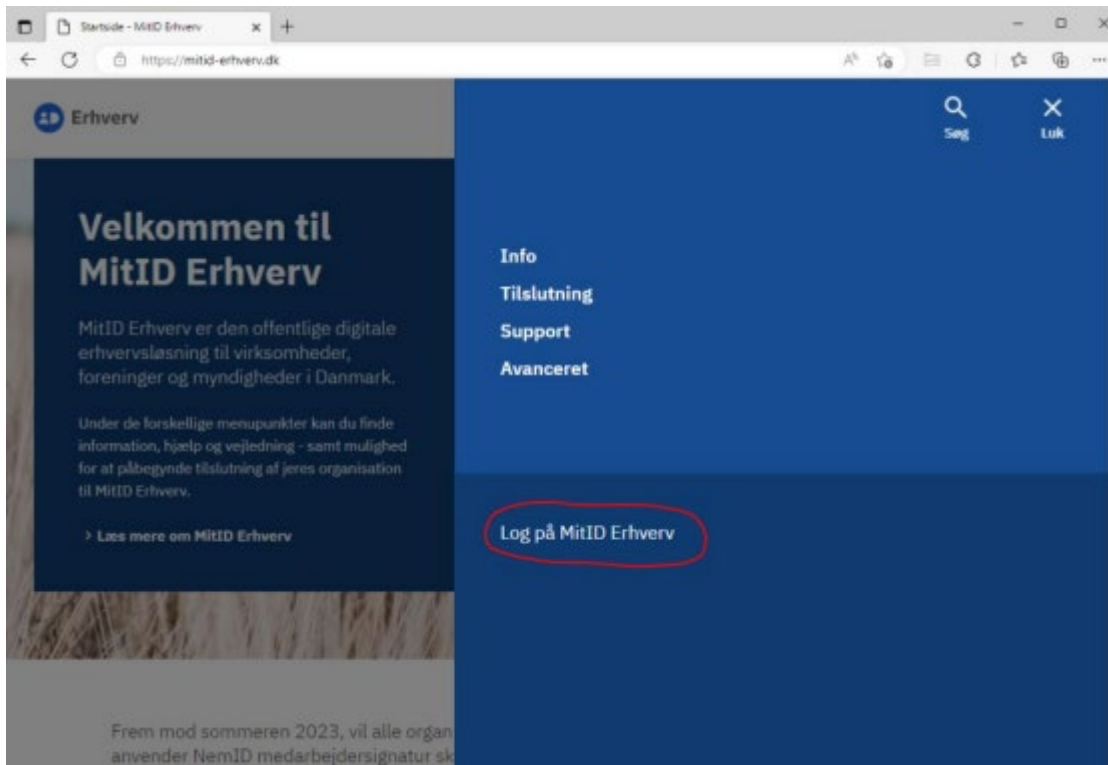 Startside - MitID Erhverv
https://mitid-erhverv.dk
Erhverv
Søg
Luk
Velkommen til
MitID Erhverv
MitID Erhverv er den offentlige digitale
erhvervsløsning til virksomheder,
foreninger og myndigheder i Danmark.
Under de forskellige menupunkter kan du finde
information, hjælp og vejledning - samt mulighed
for at påbegynde tilslutning af jeres organisation
til MitID Erhverv.
> Læs mere om MitID Erhverv
Info
Tilslutning
Support
Avanceret
Log på MitID Erhverv
Frem mod sommeren 2023, vil alle organ
anvender NemID medarbejdersignatur sk